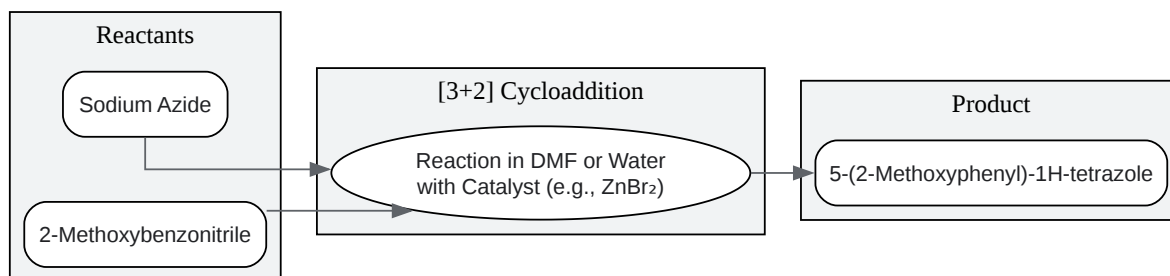 Reactants
Sodium Azide
2-Methoxybenzonitrile
[3+2] Cycloaddition
Reaction in DMF or Water
with Catalyst (e.g., ZnBr₂)
Product
5-(2-Methoxyphenyl)-1H-tetrazole